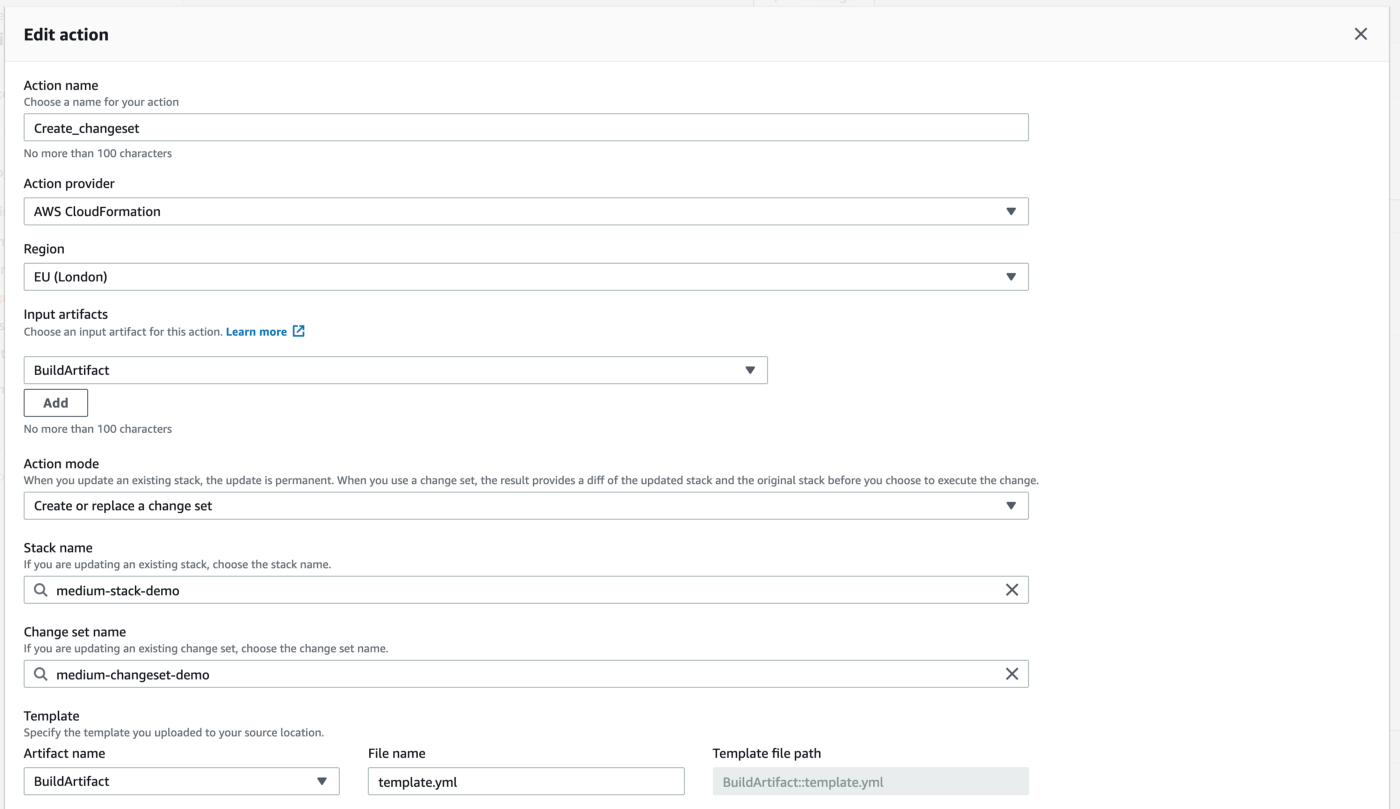 Edit action
Action name
Choose a name for your action
Create_changeset
No more than 100 characters
Action provider
AWS CloudFormation
Region
EU (London)
Input artifacts
Choose an input artifact for this action. Learn more
BuildArtifact
Add
No more than 100 characters
Action mode
When you update an existing stack, the update is permanent. When you use a change set, the result provides a diff of the updated stack and the original stack before you choose to execute the change.
Create or replace a change set
Stack name
If you are updating an existing stack, choose the stack name.
medium-stack-demo
Change set name
If you are updating an existing change set, choose the change set name.
medium-changeset-demo
Template
Specify the template you uploaded to your source location.
Artifact name File name Template file path
BuildArtifact template.yml BuildArtifact::template.yml